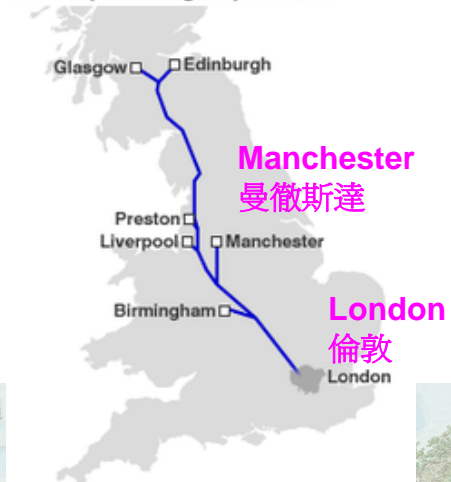 Glasgow
Edinburgh
Manchester
曼徹斯達
Preston
Liverpool
Manchester
Birmingham
London
倫敦
London